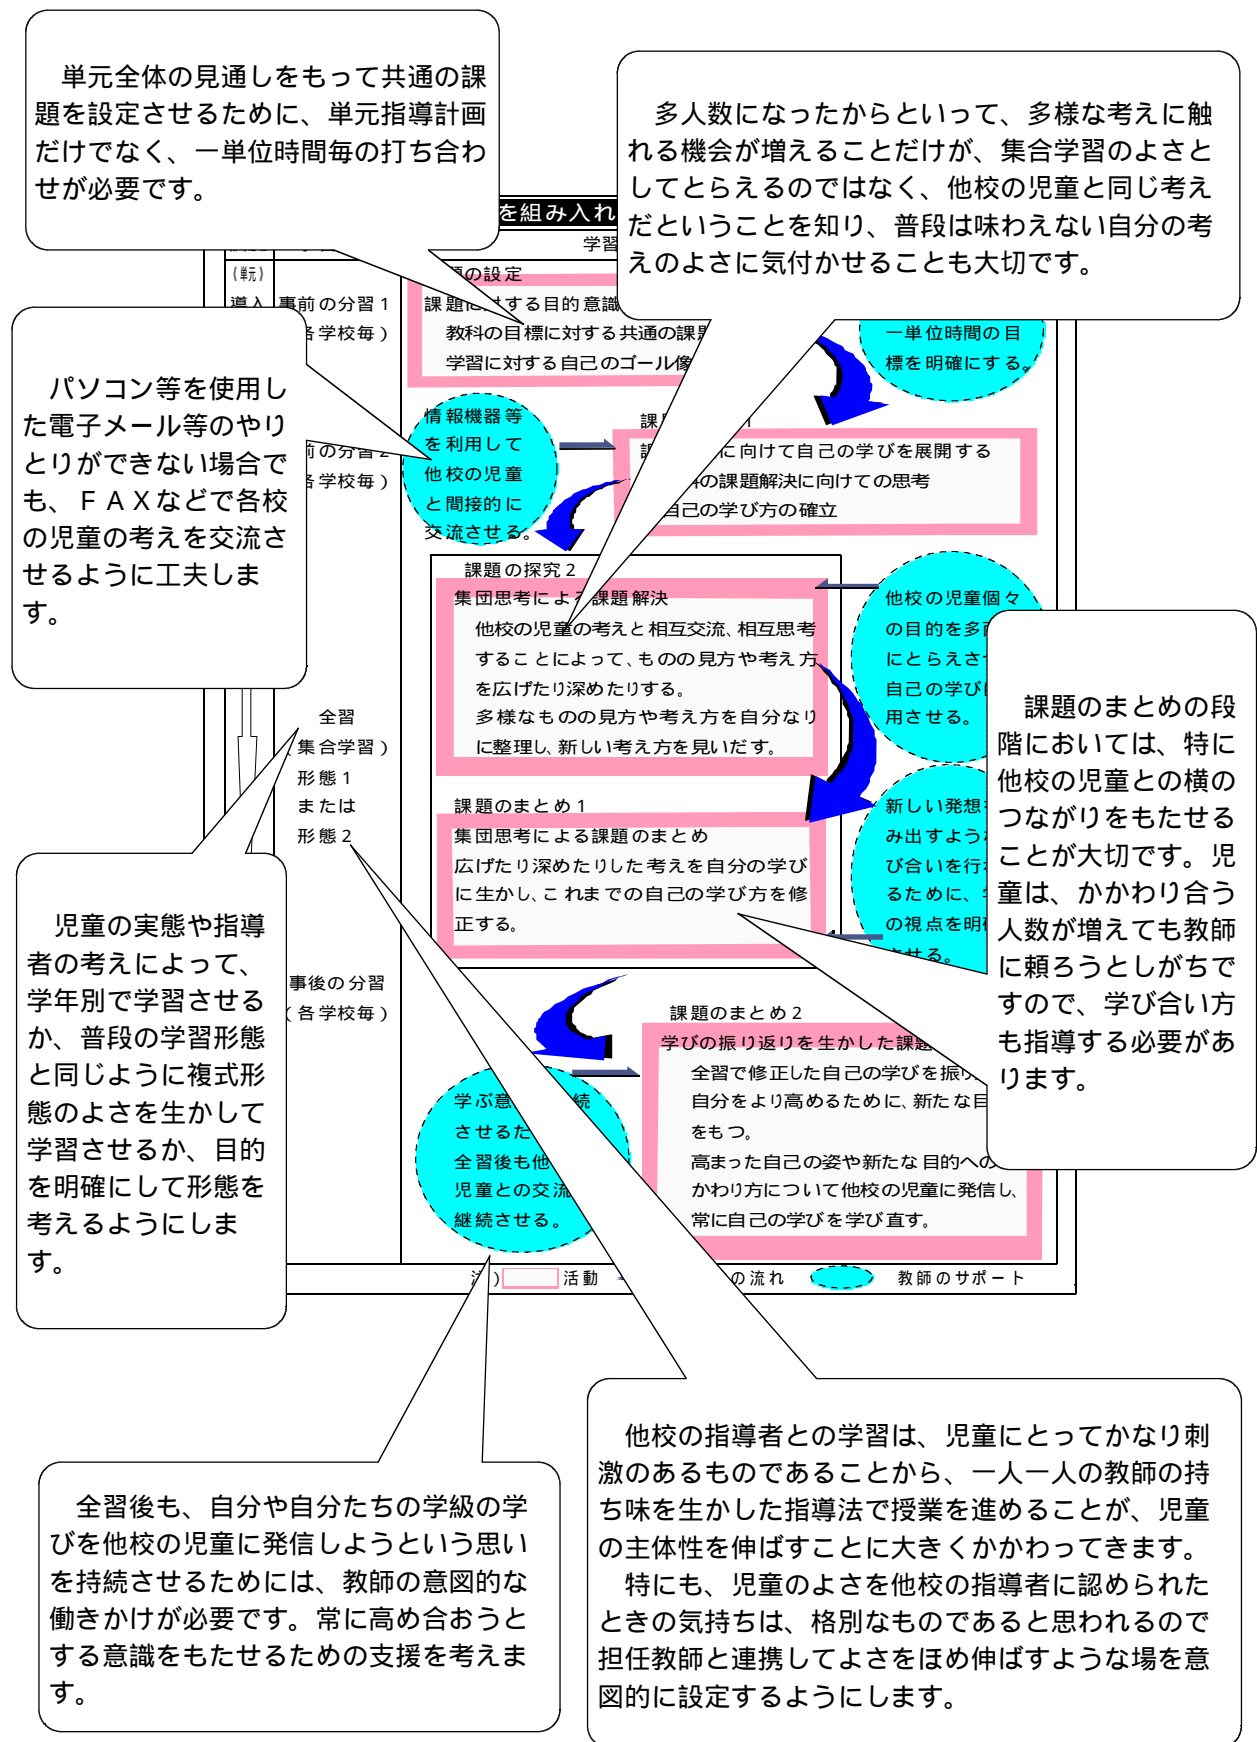 単元全体の見通しをもって共通の課
題を設定させるために、単元指導計画
だけでなく、一単位時間毎の打ち合わ
せが必要です。
多人数になったからといって、多様な考えに触
れる機会が増えることだけが、集合学習のよさと
してとらえるのではなく、他校の児童と同じ考え
だということを知り、普段は味わえない自分の考
えのよさに気付かせることも大切です。
を組み入れ
学習
(単元)
導入
事前の分習1
各学校毎)
題の設定
課題に対する目的意識
教科の目標に対する共通の課題
学習に対する自己のゴール像
一単位時間の目
標を明確にする。
パソコン等を使用し
た電子メール等のやり
とりができない場合で
も、FAXなどで各校
の児童の考えを交流さ
せるように工夫しま
す。
前の分習2
各学校毎)
情報機器等
を利用して
他校の児童
と間接的に
交流させる。
に向けて自己の学びを展開する
の課題解決に向けての思考
自己の学び方の確立
課題の探究2
集団思考による課題解決
他校の児童の考えと相互交流、相互思考
することによって、ものの見方や考え方
を広げたり深めたりする。
多様なものの見方や考え方を自分なり
に整理し、新しい考え方を見いだす。
他校の児童個々
の目的を多
にとらえさ
自己の学び
用させる。
全習
集合学習)
形態1
または
形態2
課題のまとめ1
集団思考による課題のまとめ
広げたり深めたりした考えを自分の学び
に生かし、これまでの自己の学び方を修
正する。
新しい発想
み出すような
び合いを行
るために、
の視点を明
させる。
課題のまとめの段
階においては、特に
他校の児童との横の
つながりをもたせる
ことが大切です。児
童は、かかわり合う
人数が増えても教師
に頼ろうとしがちで
すので、学び合い方
も指導する必要があ
ります。
児童の実態や指導
者の考えによって、
学年別で学習させる
か、普段の学習形態
と同じように複式形
態のよさを生かして
学習させるか、目的
を明確にして形態を
考えるようにしま
す。
事後の分習
(各学校毎)
課題のまとめ2
学びの振り返りを生かした課題
全習で修正した自己の学びを振り
自分をより高めるために、新たな目
をもつ。
高まった自己の姿や新たな目的への
かわり方について他校の児童に発信し、
常に自己の学びを学び直す。
学ぶ意 続
させるた
全習後も他
児童との交流
継続させる。
注) 活動 の流れ 教師のサポート
全習後も、自分や自分たちの学級の学
びを他校の児童に発信しようという思い
を持続させるためには、教師の意図的な
働きかけが必要です。常に高め合おうと
する意識をもたせるための支援を考えま
す。
他校の指導者との学習は、児童にとってかなり刺
激のあるものであることから、一人一人の教師の持
ち味を生かした指導法で授業を進めることが、児童
の主体性を伸ばすことに大きくかかわってきます。
特にも、児童のよさを他校の指導者に認められた
ときの気持ちは、格別なものであると思われるので
担任教師と連携してよさをほめ伸ばすような場を意
図的に設定するようにします。